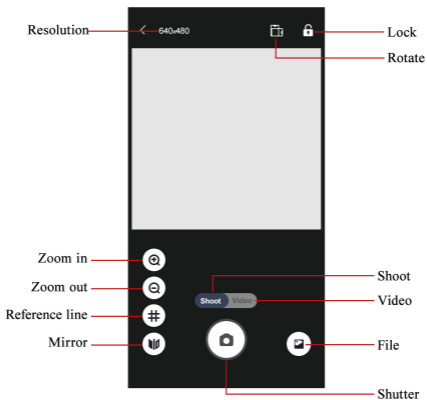 Resolution
640x480
Lock
Rotate
Zoom in
Zoom out
Reference line
Mirror
Shoot
Video
Shoot
Video
File
Shutter